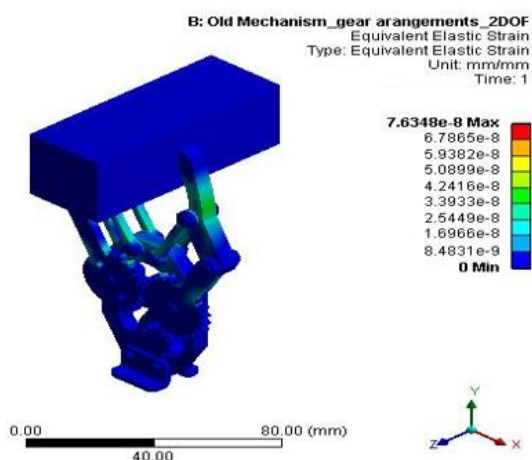 B: Old Mechanism_gear arangements_2DOF
Equivalent Elastic Strain
Type: Equivalent Elastic Strain
Unit: mm/mm
Time: 1
7.6348e-8 Max
6.7865e-8
5.9382e-8
5.0899e-8
4.2416e-8
3.3933e-8
2.5449e-8
1.6966e-8
8.4831e-9
0 Min
0.00
80.00 (mm)
40.00
Y
Z
X